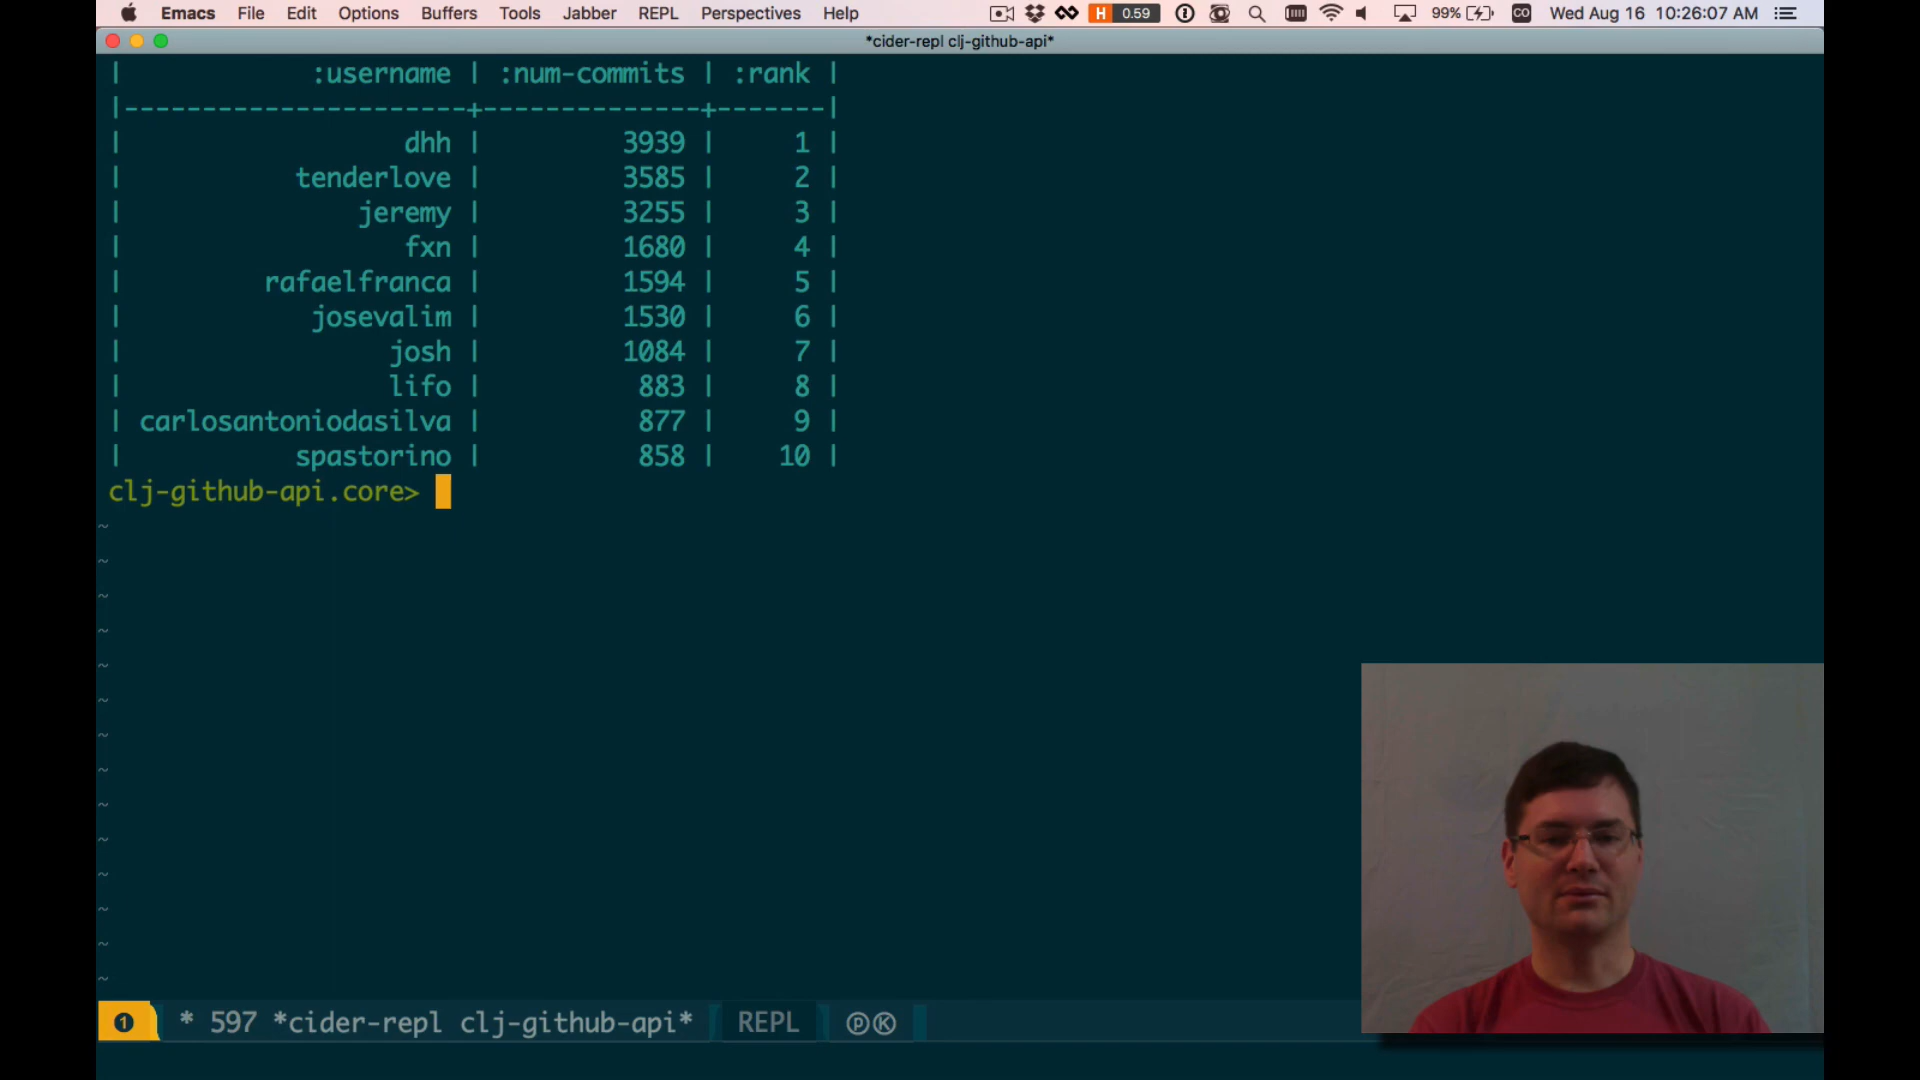 Emacs File Edit Options Buffers Tools Jabber REPL Perspectives Help H 0.59 99% CO Wed Aug 16 10:26:07 AM
*cider-repl clj-github-api*
| :username | :num-commits | :rank |
|----------------------+--------------+-------|
| dhh | 3939 | 1 |
| tenderlove | 3585 | 2 |
| jeremy | 3255 | 3 |
| fxn | 1680 | 4 |
| rafaelfranca | 1594 | 5 |
| josevalim | 1530 | 6 |
| josh | 1084 | 7 |
| lifo | 883 | 8 |
| carlosantoniodasilva | 877 | 9 |
| spastorino | 858 | 10 |
clj-github-api.core>
~
~
~
~
~
~
~
~
~
~
~
~
~
~
❶ * 597 *cider-repl clj-github-api* REPL ⓟⓀ